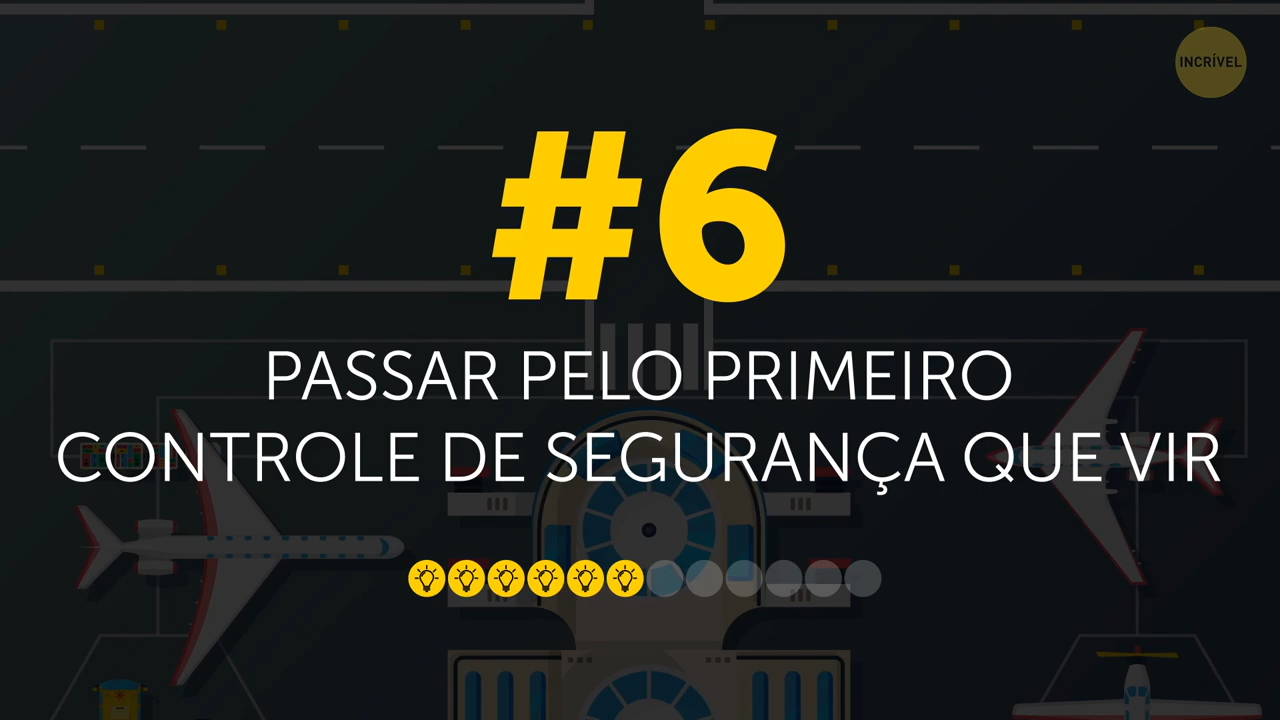 INCRÍVEL
#6
PASSAR PELO PRIMEIRO
CONTROLE DE SEGURANÇA QUE VIR